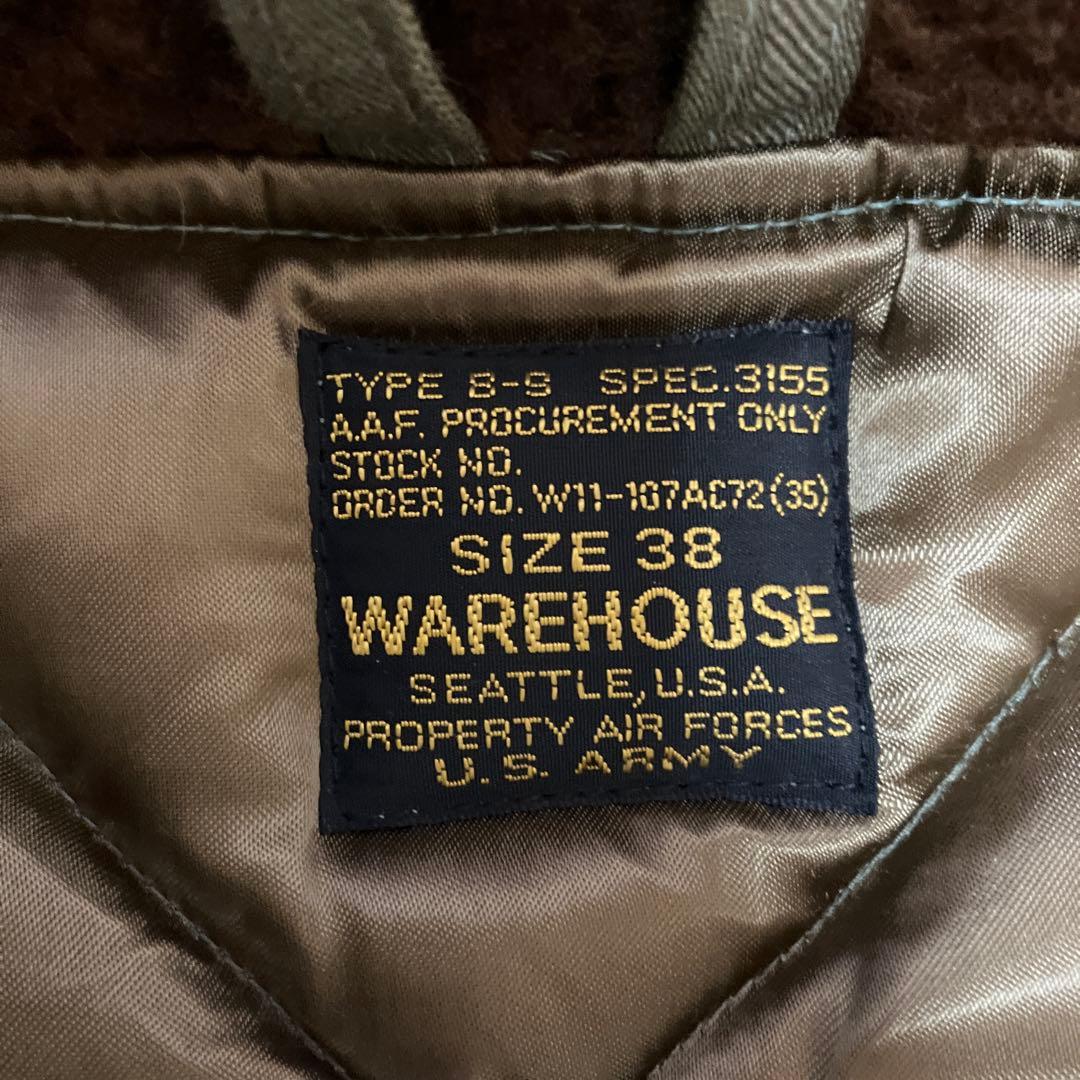 TYPE B-9 SPEC.3155
A.A.F. PROCUREMENT ONLY
STOCK NO.
ORDER NO. W11-107AC72(35)
SIZE 38
WAREHOUSE
SEATTLE, U.S.A.
PROPERTY AIR FORCES
U.S. ARMY